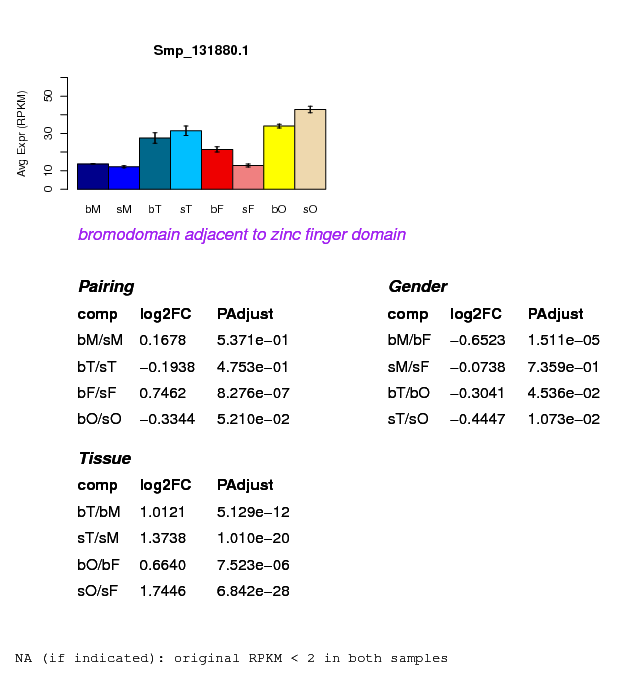 Smp_131880.1
Avg Expr (RPKM)
50
30
10
0
bM sM bT sT bF sF bO sO
bromodomain adjacent to zinc finger domain
Pairing
comp log2FC PAdjust
bM/sM 0.1678 5.371e−01
bT/sT −0.1938 4.753e−01
bF/sF 0.7462 8.276e−07
bO/sO −0.3344 5.210e−02
Gender
comp log2FC PAdjust
bM/bF −0.6523 1.511e−05
sM/sF −0.0738 7.359e−01
bT/bO −0.3041 4.536e−02
sT/sO −0.4447 1.073e−02
Tissue
comp log2FC PAdjust
bT/bM 1.0121 5.129e−12
sT/sM 1.3738 1.010e−20
bO/bF 0.6640 7.523e−06
sO/sF 1.7446 6.842e−28
NA (if indicated): original RPKM < 2 in both samples